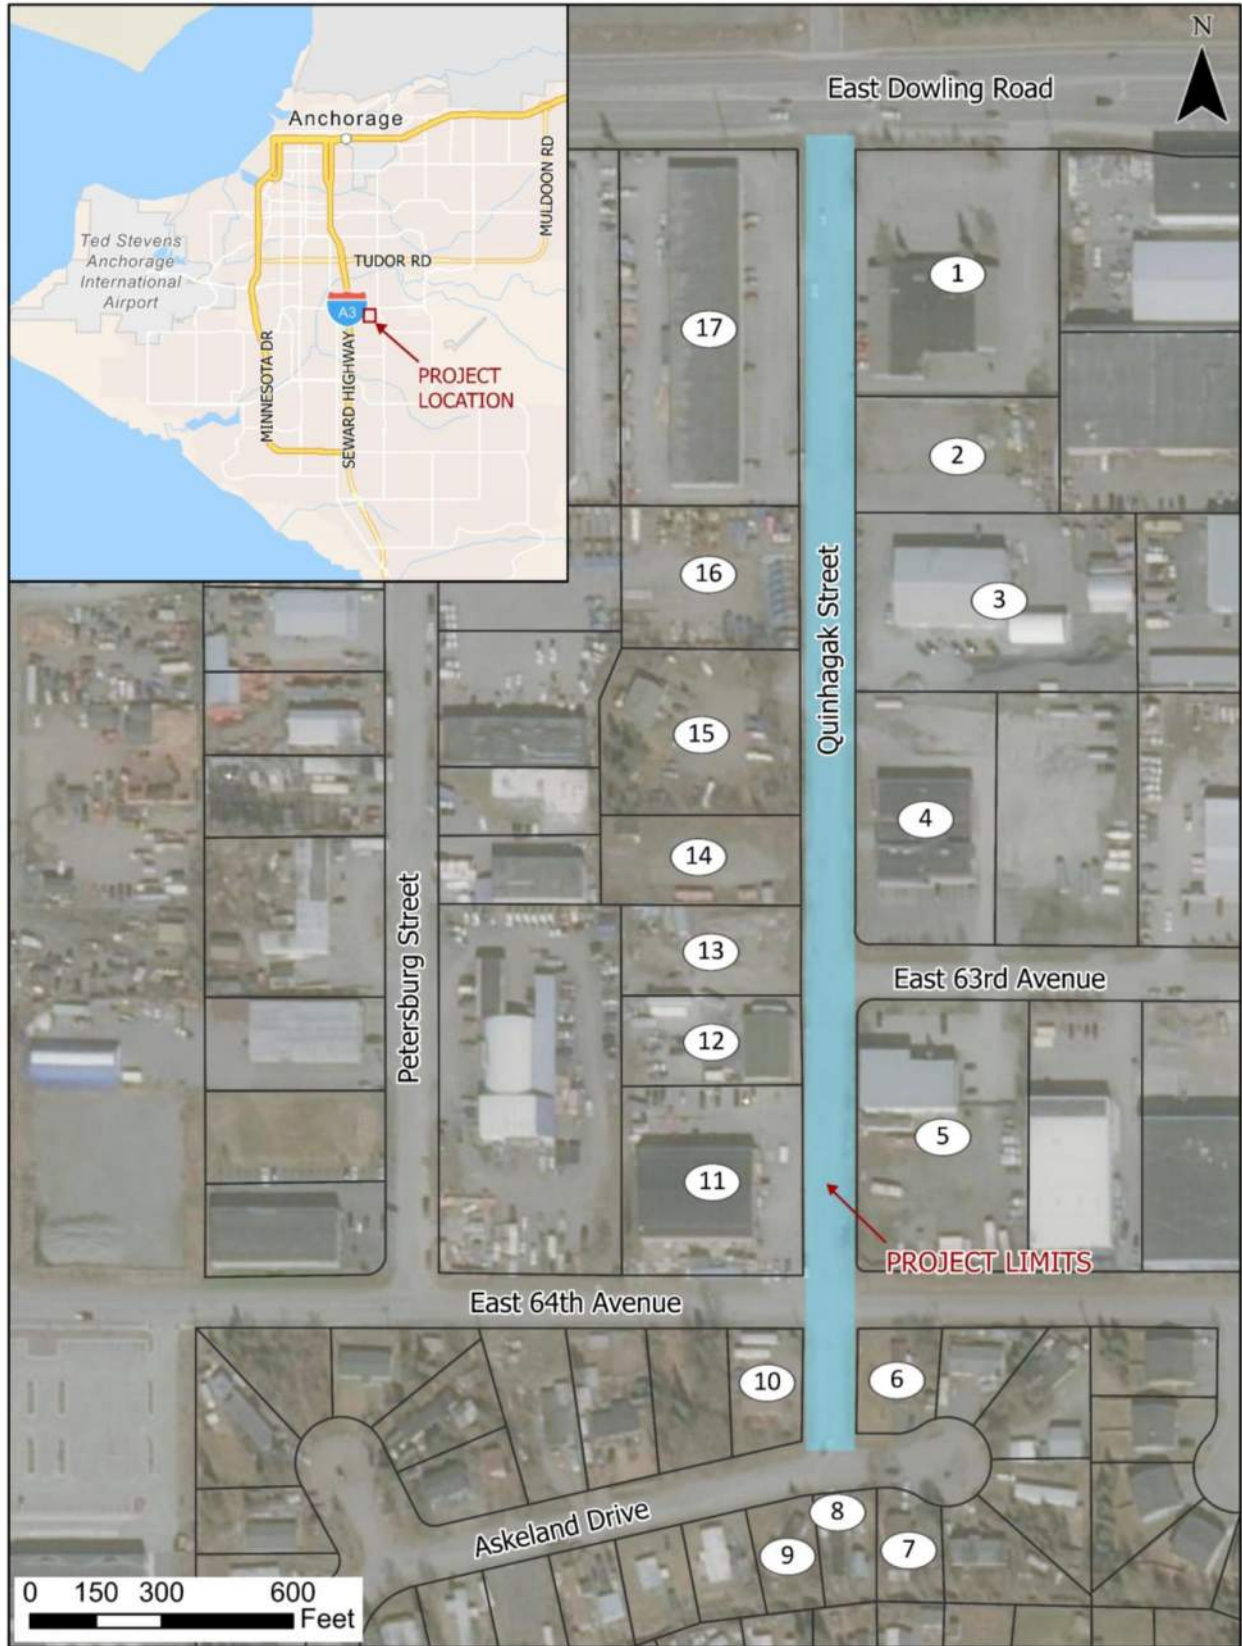 N
East Dowling Road
Anchorage
MULDOON RD
Ted Stevens
Anchorage
International
Airport
TUDOR RD
A3
MINNESOTA DR
SEWARD HIGHWAY
PROJECT
LOCATION
1
17
2
16
3
Quinhagak Street
15
4
14
Petersburg Street
13
East 63rd Avenue
12
5
11
PROJECT LIMITS
East 64th Avenue
10
6
Askeland Drive
8
9
7
0 150 300 600
Feet